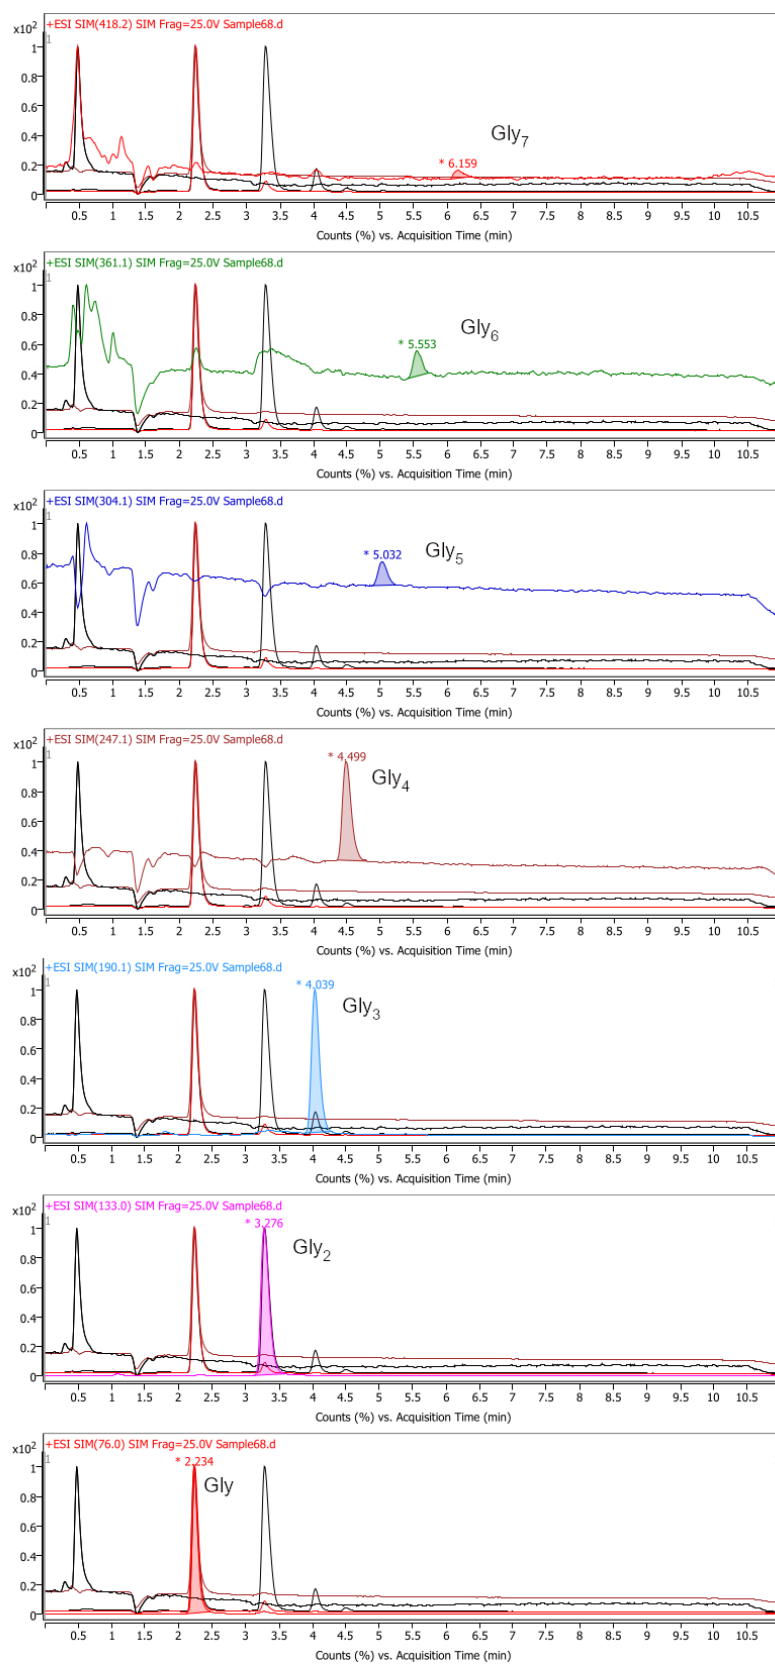 +ESI SIM(418.2) SIM Frag=25.0V Sample68.d
x10²
1
1
0.8
0.6
0.4
0.2
0
Gly₇
* 6.159
0.5 1 1.5 2 2.5 3 3.5 4 4.5 5 5.5 6 6.5 7 7.5 8 8.5 9 9.5 10 10.5
Counts (%) vs. Acquisition Time (min)
+ESI SIM(361.1) SIM Frag=25.0V Sample68.d
x10²
1
1
0.8
0.6
0.4
0.2
0
Gly₆
* 5.553
0.5 1 1.5 2 2.5 3 3.5 4 4.5 5 5.5 6 6.5 7 7.5 8 8.5 9 9.5 10 10.5
Counts (%) vs. Acquisition Time (min)
+ESI SIM(304.1) SIM Frag=25.0V Sample68.d
x10²
1
1
0.8
0.6
0.4
0.2
0
Gly₅
* 5.032
0.5 1 1.5 2 2.5 3 3.5 4 4.5 5 5.5 6 6.5 7 7.5 8 8.5 9 9.5 10 10.5
Counts (%) vs. Acquisition Time (min)
+ESI SIM(247.1) SIM Frag=25.0V Sample68.d
x10²
1
1
0.8
0.6
0.4
0.2
0
* 4.499
Gly₄
0.5 1 1.5 2 2.5 3 3.5 4 4.5 5 5.5 6 6.5 7 7.5 8 8.5 9 9.5 10 10.5
Counts (%) vs. Acquisition Time (min)
+ESI SIM(190.1) SIM Frag=25.0V Sample68.d
x10²
1
1
0.8
0.6
0.4
0.2
0
* 4.039
Gly₃
0.5 1 1.5 2 2.5 3 3.5 4 4.5 5 5.5 6 6.5 7 7.5 8 8.5 9 9.5 10 10.5
Counts (%) vs. Acquisition Time (min)
+ESI SIM(133.0) SIM Frag=25.0V Sample68.d
x10²
1
1
0.8
0.6
0.4
0.2
0
* 3.276
Gly₂
0.5 1 1.5 2 2.5 3 3.5 4 4.5 5 5.5 6 6.5 7 7.5 8 8.5 9 9.5 10 10.5
Counts (%) vs. Acquisition Time (min)
+ESI SIM(76.0) SIM Frag=25.0V Sample68.d
x10²
1
1
0.8
0.6
0.4
0.2
0
* 2.234
Gly
0.5 1 1.5 2 2.5 3 3.5 4 4.5 5 5.5 6 6.5 7 7.5 8 8.5 9 9.5 10 10.5
Counts (%) vs. Acquisition Time (min)